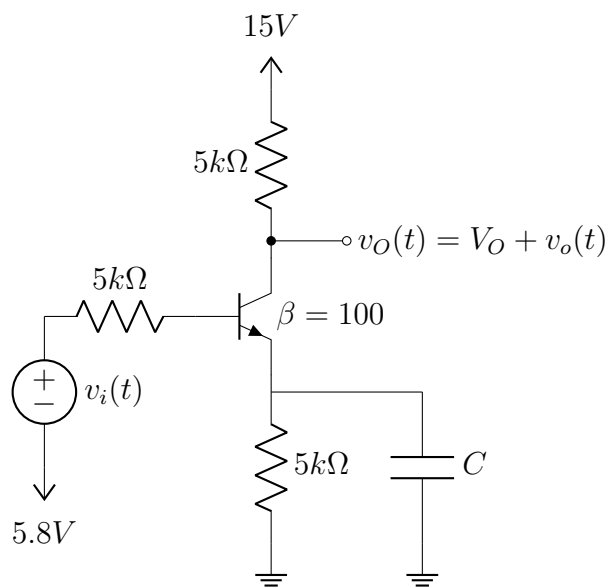 15V
5kΩ
v_O(t) = V_O + v_o(t)
5kΩ
β = 100
+
−
v_i(t)
5kΩ
C
5.8V